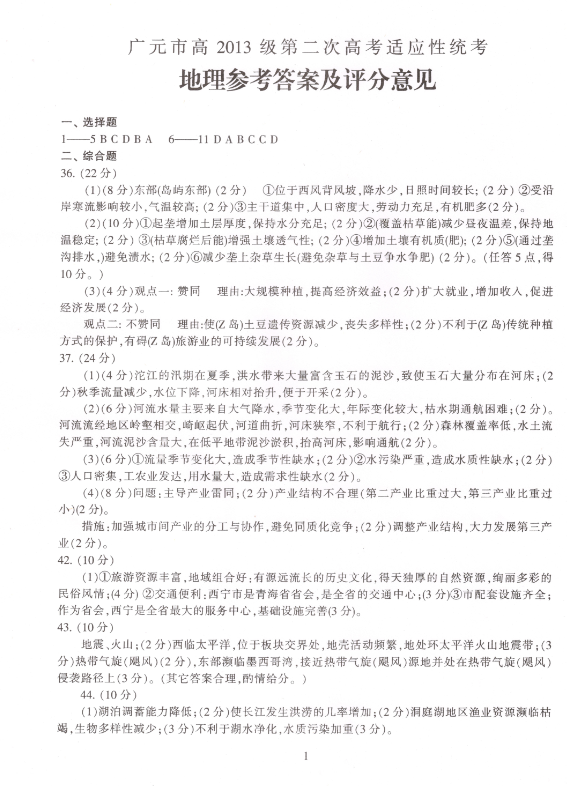 广元市高 2013 级第二次高考适应性统考
地理参考答案及评分意见
一、选择题
1——5 B C D B A 6——11 D A B C C D
二、综合题
36. (22分)
(1)(8分)东部(岛屿东部) (2分) ①位于西风背风坡,降水少,日照时间较长; (2分) ②受沿
岸寒流影响较小,气温较高; (2分)③主干道集中,人口密度大,劳动力充足,有机肥多(2分)。
(2)(10分)①起垄增加土层厚度,保持水分充足; (2分)②(覆盖枯草能)减少昼夜温差,保持地
温稳定; (2分) ③(枯草腐烂后能)增强土壤透气性; (2分)④增加土壤有机质(肥); (2分)⑤(通过垄
沟排水,)避免渍水; (2分)⑥减少垄上杂草生长(避免杂草与土豆争水争肥) (2分)。(任答5点,得
10分。)
(3)(4分)观点一: 赞同 理由:大规模种植,提高经济效益;(2分)扩大就业,增加收入,促进
经济发展(2分)。
观点二: 不赞同 理由:使(Z岛)土豆遗传资源减少,丧失多样性;(2分)不利于(Z岛)传统种植
方式的保护,有碍(Z岛)旅游业的可持续发展(2分)。
37. (24分)
(1)(4分)沱江的汛期在夏季,洪水带来大量富含玉石的泥沙,致使玉石大量分布在河床;(2
分)秋季流量减少,水位下降,河床相对抬升,便于开采(2分)。
(2)(6分)河流水量主要来自大气降水,季节变化大,年际变化较大,枯水期通航困难;(2分)。
河流流经地区岭壑相交,崎岖起伏,河道曲折,河床狭窄,不利于航行;(2分)森林覆盖率低,水土流
失严重,河流泥沙含量大,在低平地带泥沙淤积,抬高河床,影响通航(2分)。
(3)(6分)①流量季节变化大,造成季节性缺水;(2分)②水污染严重,造成水质性缺水;(2分)
③人口密集,工农业发达,用水量大,造成需求性缺水(2分)。
(4)(8分)问题:主导产业雷同;(2分)产业结构不合理(第二产业比重过大,第三产业比重过
小)(2分)。
措施:加强城市间产业的分工与协作,避免同质化竞争;(2分)调整产业结构,大力发展第三产
业(2分)。
42. (10分)
(1)①旅游资源丰富,地域组合好:有源远流长的历史文化,得天独厚的自然资源,绚丽多彩的
民俗风情;(4分) ②交通便利:西宁市是青海省省会,是全省的交通中心;(3分)③市配套设施齐全;
作为省会,西宁是全省最大的服务中心,基础设施完善(3分)。
43. (10分)
地震、火山;(2分)西临太平洋,位于板块交界处,地壳活动频繁,地处环太平洋火山地震带;(3
分)热带气旋(飓风)(2分),东部濒临墨西哥湾,接近热带气旋(飓风)源地并处在热带气旋(飓风)
侵袭路径上(3分)。(其它答案合理,酌情给分。)
44. (10分)
(1)湖泊调蓄能力降低;(2分)使长江发生洪涝的几率增加;(2分)洞庭湖地区渔业资源濒临枯
竭,生物多样性减少;(3分)不利于湖水净化,水质污染加重(3分)。
1